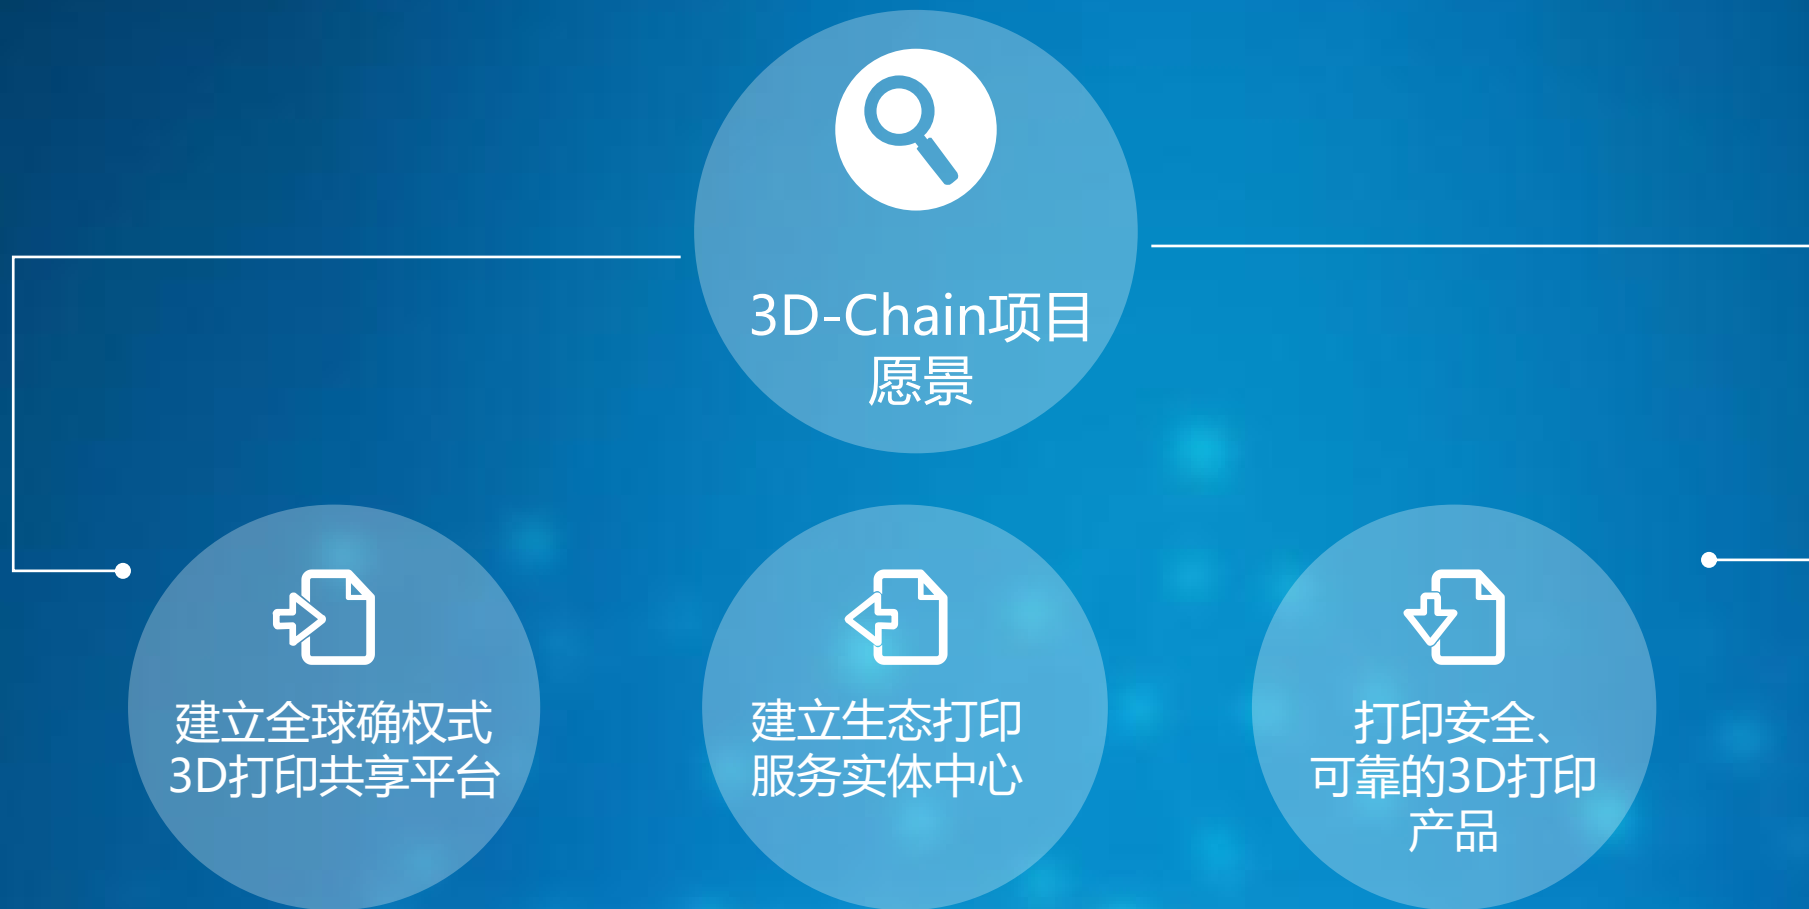 3D-Chain项目
愿景
建立全球确权式
3D打印共享平台
建立生态打印
服务实体中心
打印安全、
可靠的3D打印
产品